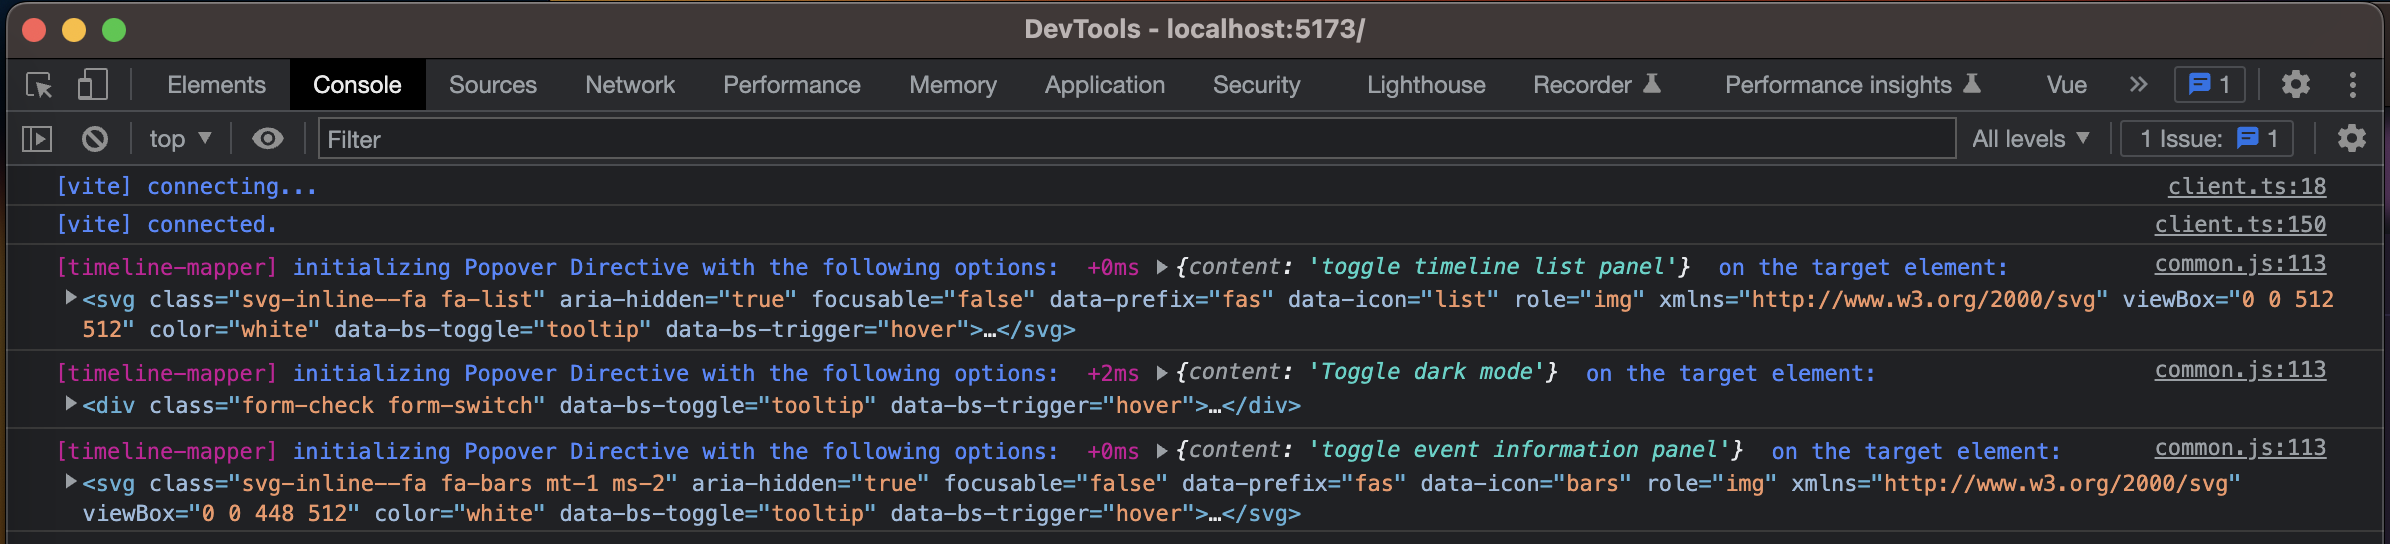 DevTools - localhost:5173/
Elements Console Sources Network Performance Memory Application Security Lighthouse Recorder Performance insights Vue » 1
top ▼ Filter All levels ▼ 1 Issue: 1
[vite] connecting... client.ts:18
[vite] connected. client.ts:150
[timeline-mapper] initializing Popover Directive with the following options: +0ms ▶{content: 'toggle timeline list panel'} on the target element: common.js:113
▶<svg class="svg-inline--fa fa-list" aria-hidden="true" focusable="false" data-prefix="fas" data-icon="list" role="img" xmlns="http://www.w3.org/2000/svg" viewBox="0 0 512
512" color="white" data-bs-toggle="tooltip" data-bs-trigger="hover">…</svg>
[timeline-mapper] initializing Popover Directive with the following options: +2ms ▶{content: 'Toggle dark mode'} on the target element: common.js:113
▶<div class="form-check form-switch" data-bs-toggle="tooltip" data-bs-trigger="hover">…</div>
[timeline-mapper] initializing Popover Directive with the following options: +0ms ▶{content: 'toggle event information panel'} on the target element: common.js:113
▶<svg class="svg-inline--fa fa-bars mt-1 ms-2" aria-hidden="true" focusable="false" data-prefix="fas" data-icon="bars" role="img" xmlns="http://www.w3.org/2000/svg"
viewBox="0 0 448 512" color="white" data-bs-toggle="tooltip" data-bs-trigger="hover">…</svg>